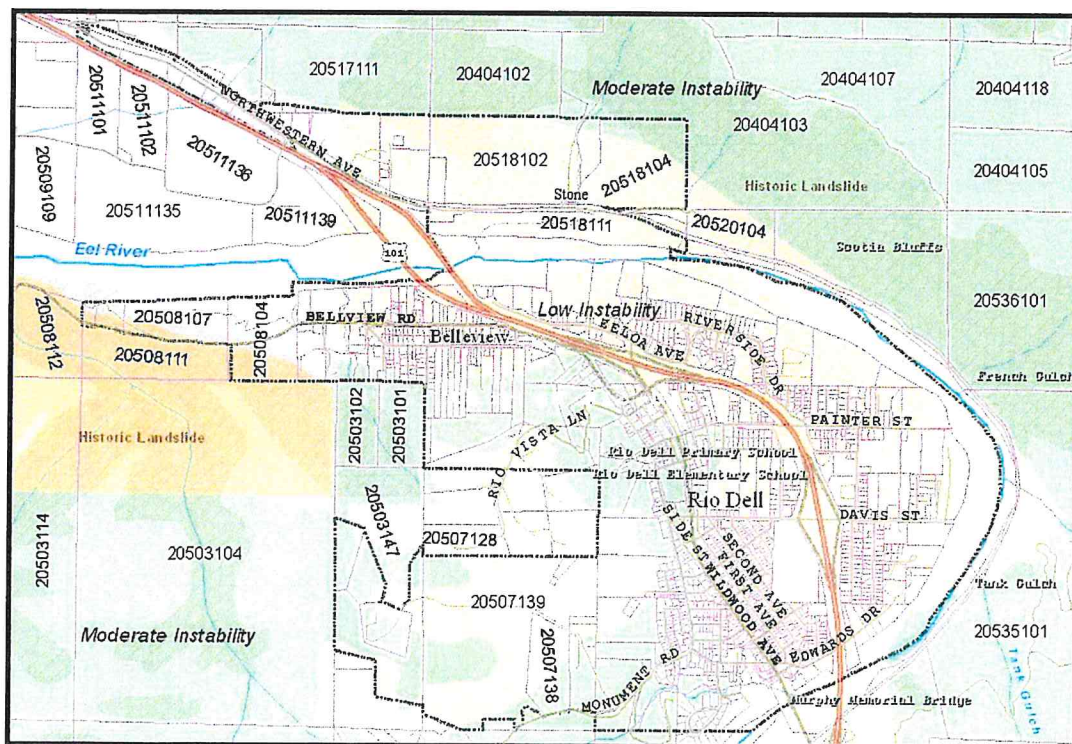 20517111
20404102
Moderate Instability
20404107
20404118
20511101
20511102
20511136
NORTHWESTERN AVE
20518102
20518104
20404103
20404105
20509109
20511135
20511139
Stone
20518111
Historic Landslide
20520104
Scotia Bluffs
Eel River
101
20536101
20508112
20508107
20508104
BELLVIEW RD
Belleview
Low Instability
EELOA AVE
RIVERSIDE DR
20508111
French Gulch
Historic Landslide
20503102
20503101
RIO VISTA LN
PAINTER ST
Rio Dell Primary School
Rio Dell Elementary School
Rio Dell
20503114
20503104
20503147
20507128
DAVIS ST
SIDE ST
SECOND AVE
FIRST AVE
WILDWOOD AVE
Tank Gulch
20507139
20507138
EDWARDS DR
20535101
Moderate Instability
MONUMENT RD
Murphy Memorial Bridge
Tank Gulch